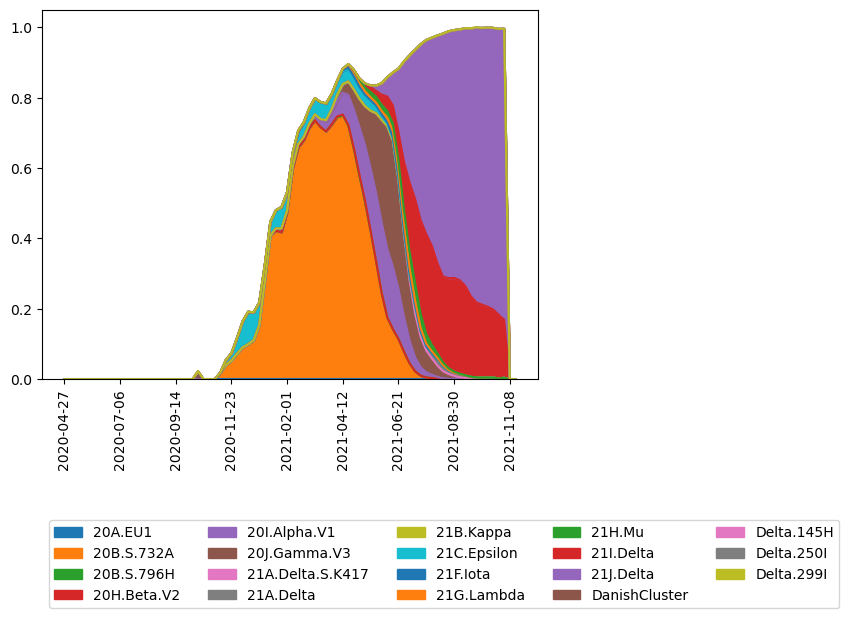 1.0
0.8
0.6
0.4
0.2
0.0
2020-04-27
2020-07-06
2020-09-14
2020-11-23
2021-02-01
2021-04-12
2021-06-21
2021-08-30
2021-11-08
20A.EU1
20B.S.732A
20B.S.796H
20H.Beta.V2
20I.Alpha.V1
20J.Gamma.V3
21A.Delta.S.K417
21A.Delta
21B.Kappa
21C.Epsilon
21F.Iota
21G.Lambda
21H.Mu
21I.Delta
21J.Delta
DanishCluster
Delta.145H
Delta.250I
Delta.299I